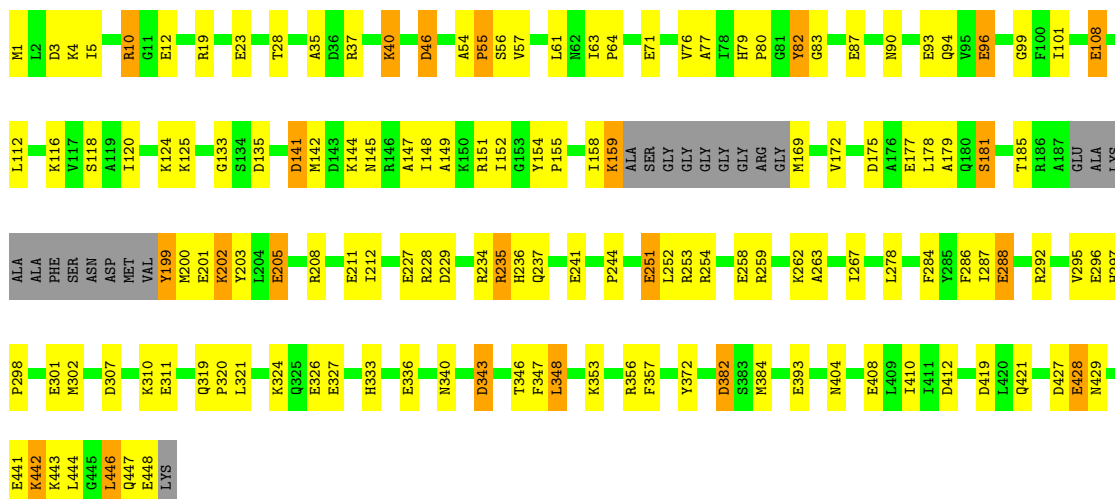 M1 L2 D3 K4 I5 R10 G11 E12 R19 E23 T28 A35 D36 R37 K40 D46 A54 P55 S56 V57 L61 N62 I63 P64 E71 V76 A77 I78 H79 P80 G81 Y82 G83 E87 N90 E93 Q94 V95 E96 G99 F100 I101 E108
L112 K116 V117 S118 A119 I120 K124 K125 G133 S134 D135 D141 M142 D143 K144 N145 R146 A147 I148 A149 K150 R151 I152 G153 Y154 P155 I158 K159 ALA SER GLY GLY GLY GLY GLY ARG GLY M169 V172 D175 A176 E177 L178 A179 Q180 S181 T185 R186 A187 GLU ALA LYS
ALA ALA PHE SER ASN ASP MET VAL Y199 M200 E201 K202 Y203 L204 E205 R208 E211 I212 E227 R228 D229 R234 R235 H236 Q237 E241 P244 E251 L252 R253 R254 E258 R259 K262 A263 I267 L278 F284 Y285 F286 I287 E288 R292 V295 E296 H297
P298 E301 M302 D307 K310 E311 Q319 P320 L321 K324 Q325 E326 E327 H333 E336 N340 D343 T346 F347 L348 K353 R356 F357 Y372 D382 S383 M384 E393 N404 E408 L409 I410 I411 D412 D419 L420 Q421 D427 E428 N429
E441 K442 K443 L444 G445 L446 Q447 E448 LYS